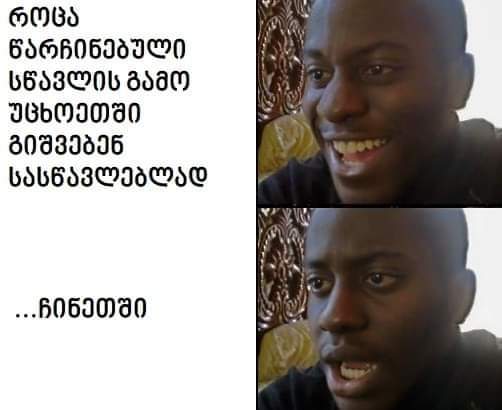 როცა
წარჩინებული
სწავლის გამო
უცხოეთში
გიშვებენ
სასწავლებლად
...ჩინეთში